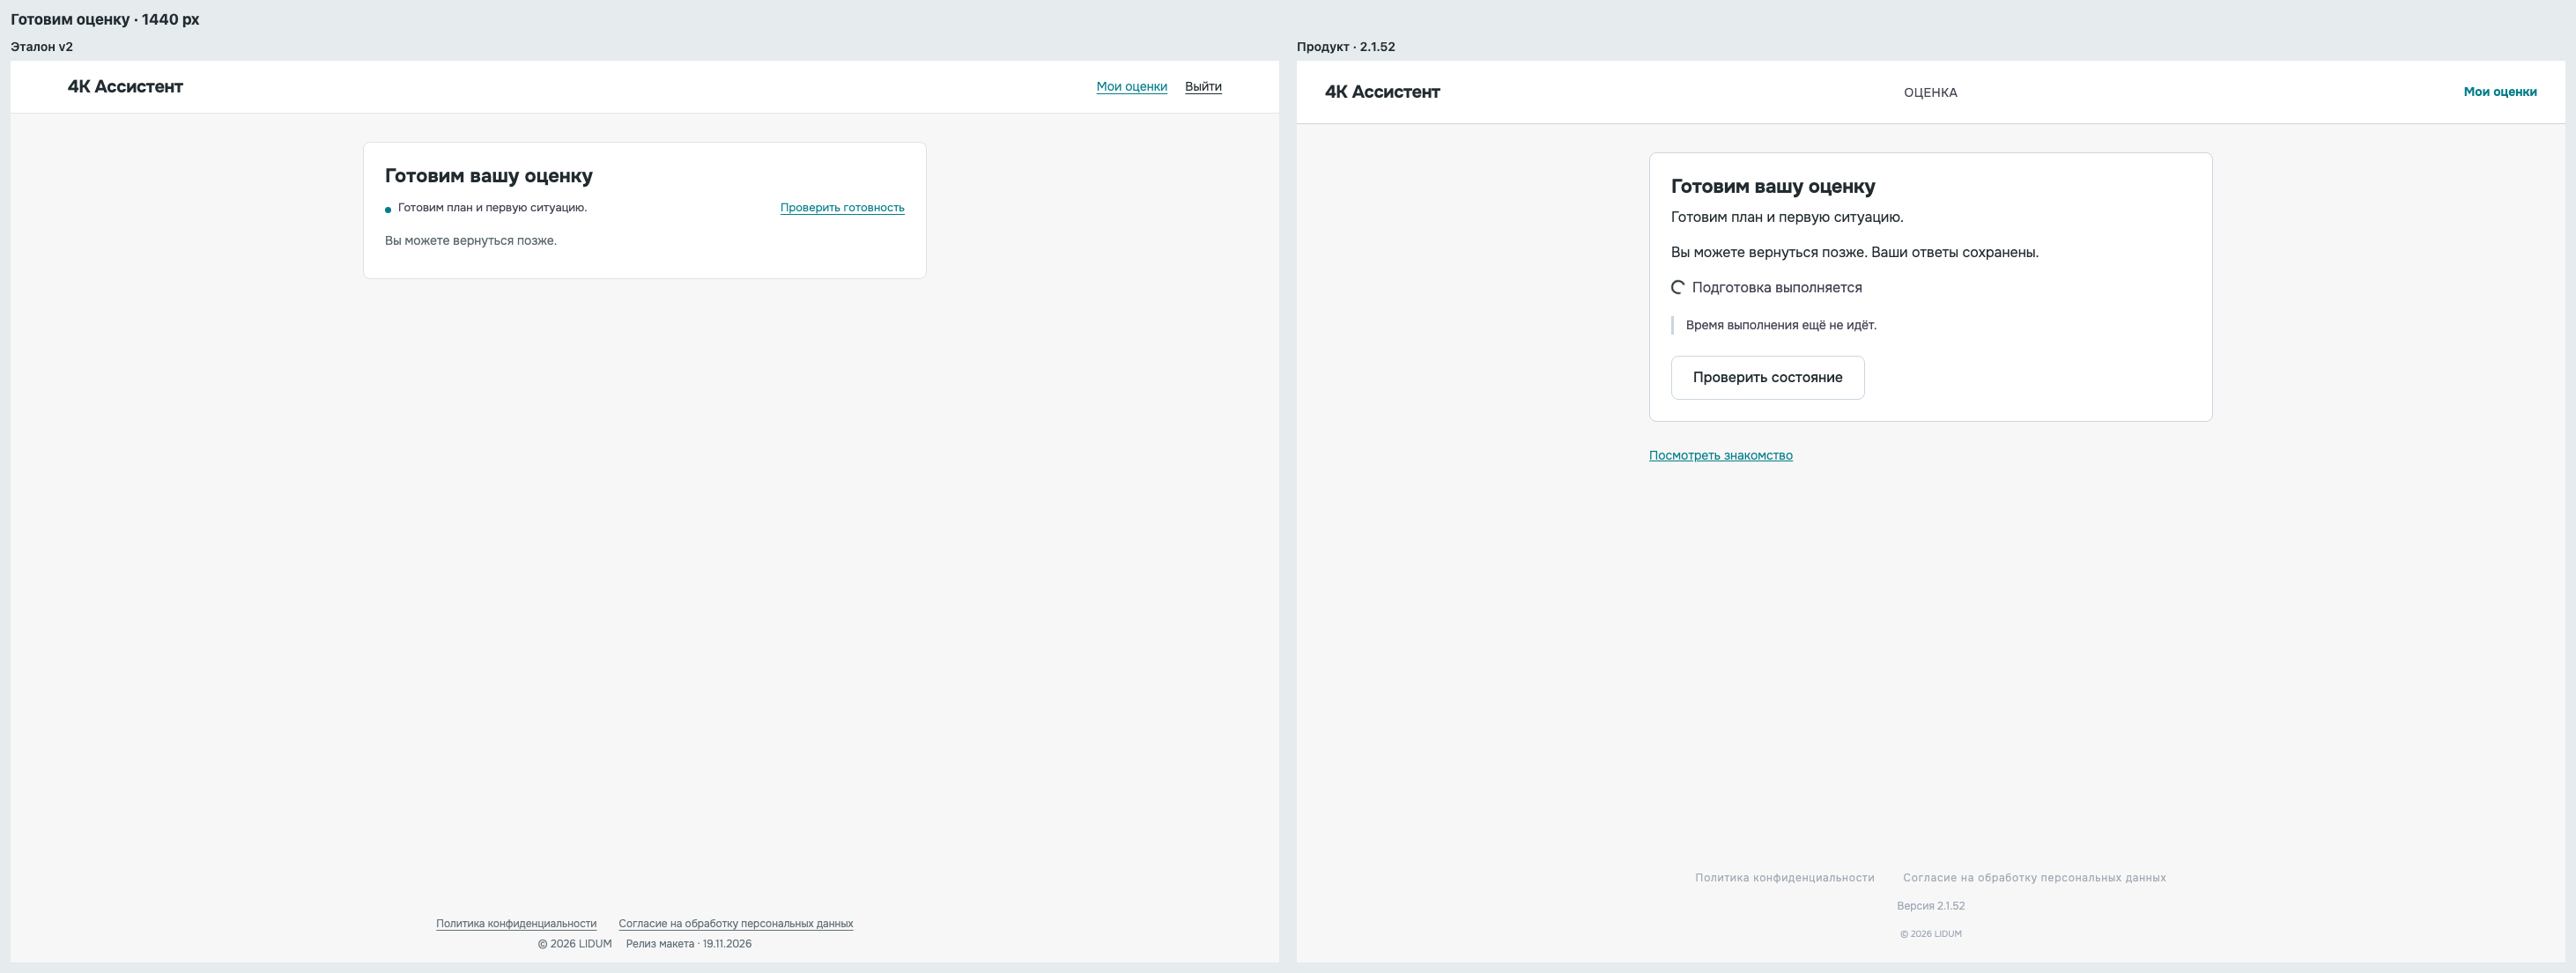 Готовим оценку · 1440 px
Эталон v2
4К Ассистент
Мои оценки Выйти
Готовим вашу оценку
Готовим план и первую ситуацию. Проверить готовность
Вы можете вернуться позже.
Политика конфиденциальности Согласие на обработку персональных данных
© 2026 LIDUM Релиз макета · 19.11.2026
Продукт · 2.1.52
4К Ассистент ОЦЕНКА Мои оценки
Готовим вашу оценку
Готовим план и первую ситуацию.
Вы можете вернуться позже. Ваши ответы сохранены.
Подготовка выполняется
Время выполнения ещё не идёт.
Проверить состояние
Посмотреть знакомство
Политика конфиденциальности Согласие на обработку персональных данных
Версия 2.1.52
© 2026 LIDUM